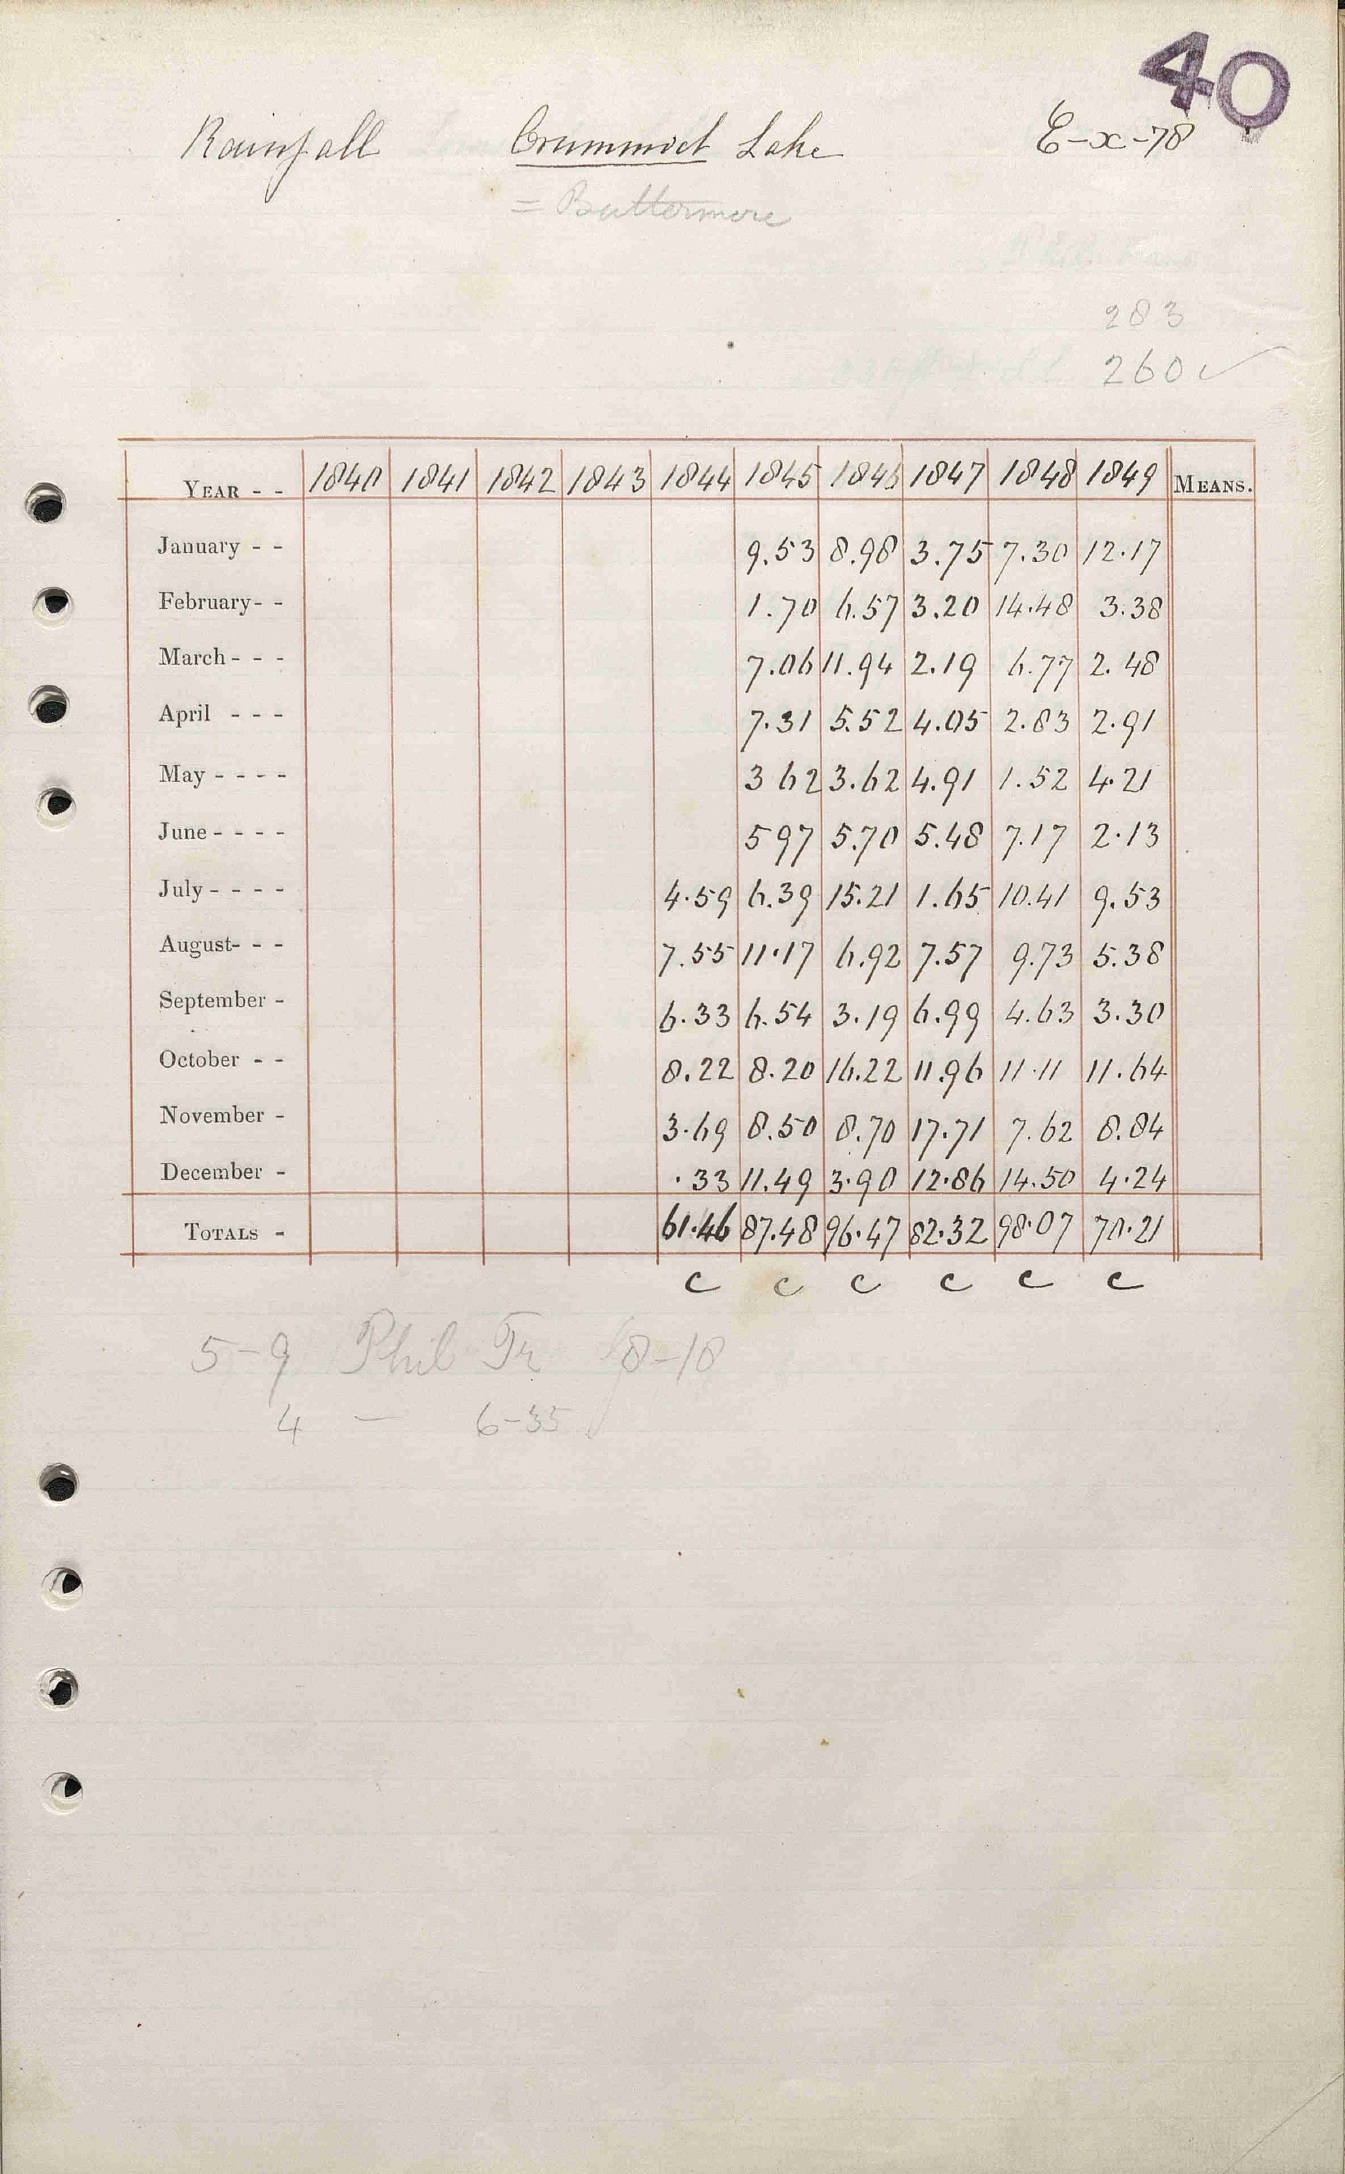 40
Rainfall Crummock Lake E-x-78
= Buttermere
283
260 ✓
YEAR - - 1840 1841 1842 1843 1844 1845 1846 1847 1848 1849 MEANS.
January - - 9.53 8.98 3.75 7.30 12.17
February - - 1.70 6.57 3.20 14.48 3.38
March - - - 7.06 11.94 2.19 6.77 2.48
April - - - 7.31 5.52 4.05 2.83 2.91
May - - - - 3 62 3.62 4.91 1.52 4.21
June - - - - 5 97 5.70 5.48 7.17 2.13
July - - - - 4.59 6.39 15.21 1.65 10.41 9.53
August - - - 7.55 11.17 6.92 7.57 9.73 5.38
September - 6.33 6.54 3.19 6.99 4.63 3.30
October - - 8.22 8.20 16.22 11.96 11.11 11.64
November - 3.69 8.50 8.70 17.71 7.62 8.84
December - .33 11.49 3.90 12.86 14.50 4.24
TOTALS - 61.46 87.48 96.47 82.32 98.07 70.21
c c c c c c
5-9 Phil Tr 8-18
4 — 6-35